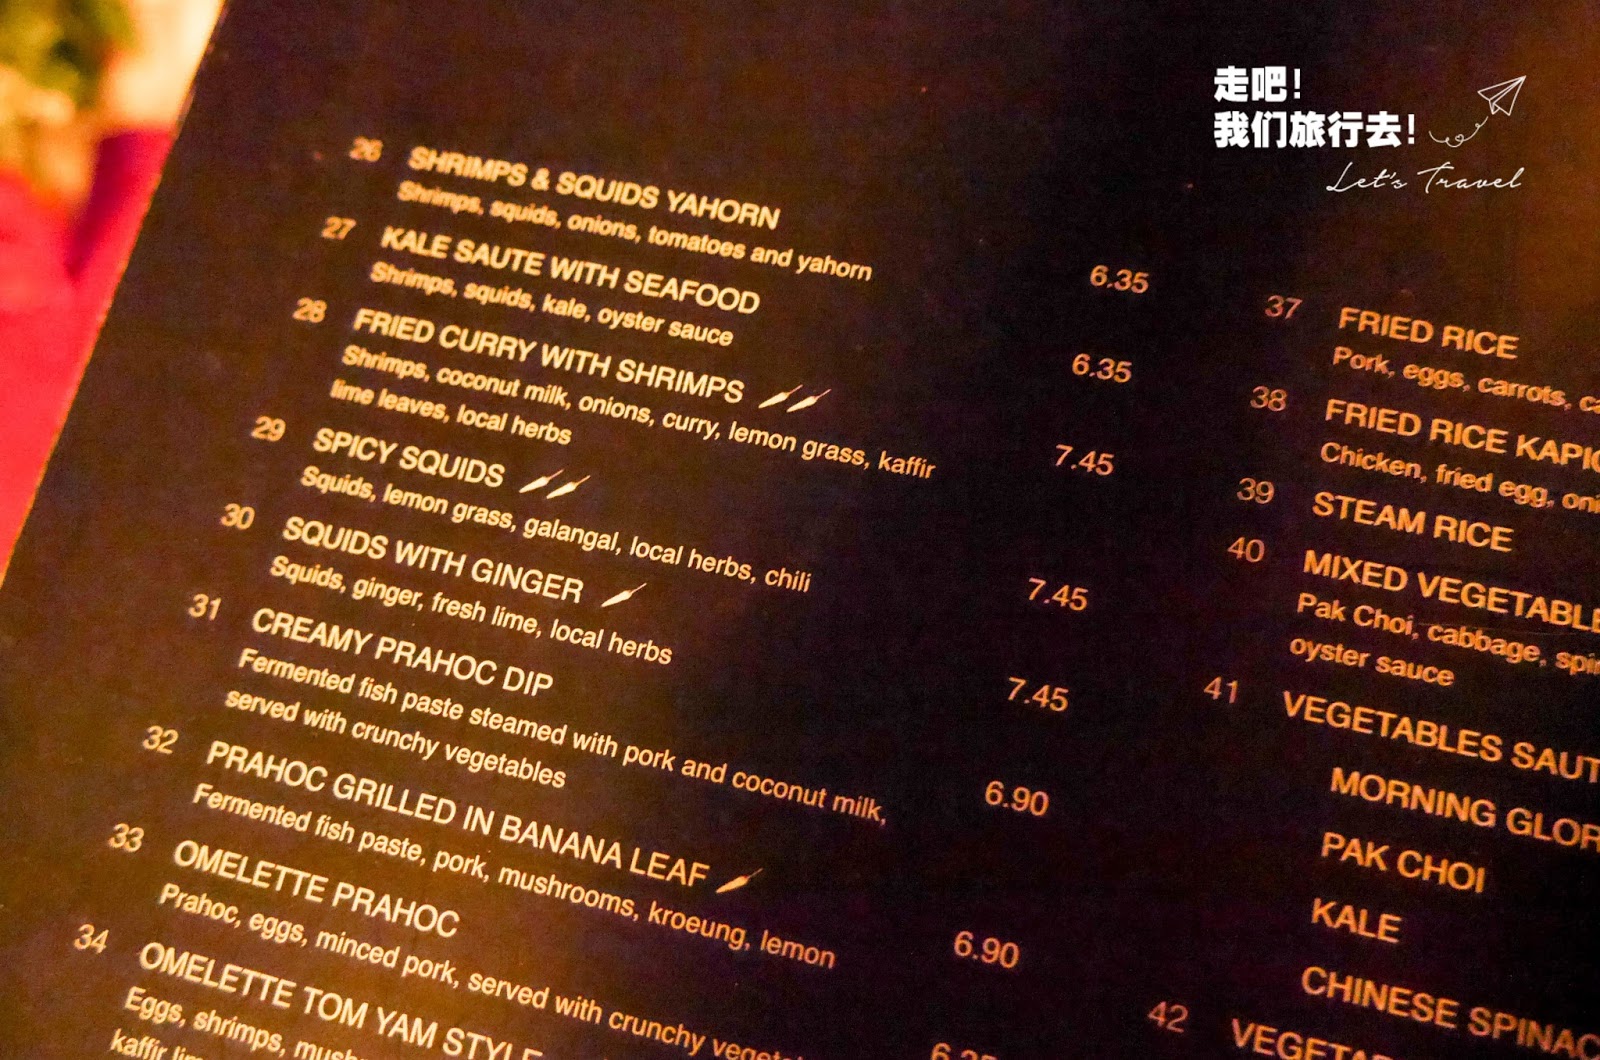 走吧!
我们旅行去!
Let's Travel
26 SHRIMPS & SQUIDS YAHORN
Shrimps, squids, onions, tomatoes and yahorn 6.35
27 KALE SAUTE WITH SEAFOOD
Shrimps, squids, kale, oyster sauce 6.35
28 FRIED CURRY WITH SHRIMPS
Shrimps, coconut milk, onions, curry, lemon grass, kaffir
lime leaves, local herbs 7.45
29 SPICY SQUIDS
Squids, lemon grass, galangal, local herbs, chili 7.45
30 SQUIDS WITH GINGER
Squids, ginger, fresh lime, local herbs 7.45
31 CREAMY PRAHOC DIP
Fermented fish paste steamed with pork and coconut milk,
served with crunchy vegetables 6.90
32 PRAHOC GRILLED IN BANANA LEAF
Fermented fish paste, pork, mushrooms, kroeung, lemon 6.90
33 OMELETTE PRAHOC
Prahoc, eggs, minced pork, served with crunchy
34 OMELETTE TOM YAM STYLE
Eggs, shrimps,
kaffir
37 FRIED RICE
Pork, eggs, carrots,
38 FRIED RICE
Chicken, fried egg,
39 STEAM RICE
40 MIXED
Pak Choi, cabbage,
oyster sauce
41 VEGETABLES
MORNING
PAK CHOI
KALE
CHINESE
42